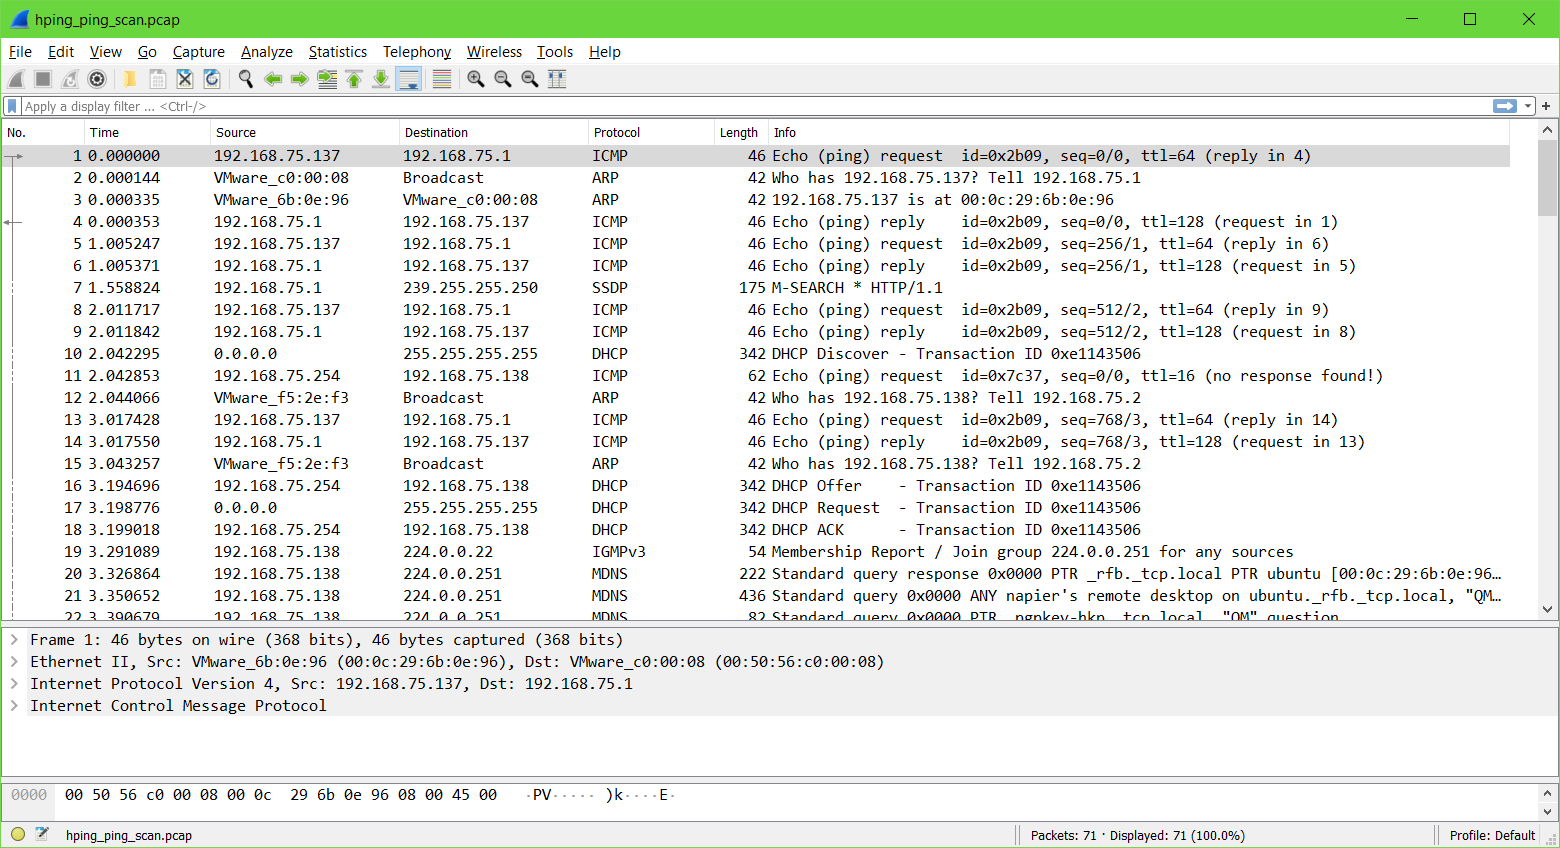 hping_ping_scan.pcap
File Edit View Go Capture Analyze Statistics Telephony Wireless Tools Help
Apply a display filter ... <Ctrl-/>
No. Time Source Destination Protocol Length Info
1 0.000000 192.168.75.137 192.168.75.1 ICMP 46 Echo (ping) request id=0x2b09, seq=0/0, ttl=64 (reply in 4)
2 0.000144 VMware_c0:00:08 Broadcast ARP 42 Who has 192.168.75.137? Tell 192.168.75.1
3 0.000335 VMware_6b:0e:96 VMware_c0:00:08 ARP 42 192.168.75.137 is at 00:0c:29:6b:0e:96
4 0.000353 192.168.75.1 192.168.75.137 ICMP 46 Echo (ping) reply id=0x2b09, seq=0/0, ttl=128 (request in 1)
5 1.005247 192.168.75.137 192.168.75.1 ICMP 46 Echo (ping) request id=0x2b09, seq=256/1, ttl=64 (reply in 6)
6 1.005371 192.168.75.1 192.168.75.137 ICMP 46 Echo (ping) reply id=0x2b09, seq=256/1, ttl=128 (request in 5)
7 1.558824 192.168.75.1 239.255.255.250 SSDP 175 M-SEARCH * HTTP/1.1
8 2.011717 192.168.75.137 192.168.75.1 ICMP 46 Echo (ping) request id=0x2b09, seq=512/2, ttl=64 (reply in 9)
9 2.011842 192.168.75.1 192.168.75.137 ICMP 46 Echo (ping) reply id=0x2b09, seq=512/2, ttl=128 (request in 8)
10 2.042295 0.0.0.0 255.255.255.255 DHCP 342 DHCP Discover - Transaction ID 0xe1143506
11 2.042853 192.168.75.254 192.168.75.138 ICMP 62 Echo (ping) request id=0x7c37, seq=0/0, ttl=16 (no response found!)
12 2.044066 VMware_f5:2e:f3 Broadcast ARP 42 Who has 192.168.75.138? Tell 192.168.75.2
13 3.017428 192.168.75.137 192.168.75.1 ICMP 46 Echo (ping) request id=0x2b09, seq=768/3, ttl=64 (reply in 14)
14 3.017550 192.168.75.1 192.168.75.137 ICMP 46 Echo (ping) reply id=0x2b09, seq=768/3, ttl=128 (request in 13)
15 3.043257 VMware_f5:2e:f3 Broadcast ARP 42 Who has 192.168.75.138? Tell 192.168.75.2
16 3.194696 192.168.75.254 192.168.75.138 DHCP 342 DHCP Offer - Transaction ID 0xe1143506
17 3.198776 0.0.0.0 255.255.255.255 DHCP 342 DHCP Request - Transaction ID 0xe1143506
18 3.199018 192.168.75.254 192.168.75.138 DHCP 342 DHCP ACK - Transaction ID 0xe1143506
19 3.291089 192.168.75.138 224.0.0.22 IGMPv3 54 Membership Report / Join group 224.0.0.251 for any sources
20 3.326864 192.168.75.138 224.0.0.251 MDNS 222 Standard query response 0x0000 PTR _rfb._tcp.local PTR ubuntu [00:0c:29:6b:0e:96…
21 3.350652 192.168.75.138 224.0.0.251 MDNS 436 Standard query 0x0000 ANY napier's remote desktop on ubuntu._rfb._tcp.local, "QM…
22 3.390679 192.168.75.138 224.0.0.251 MDNS 82 Standard query 0x0000 PTR _pgpkey-hkp._tcp.local, "QM" question
Frame 1: 46 bytes on wire (368 bits), 46 bytes captured (368 bits)
Ethernet II, Src: VMware_6b:0e:96 (00:0c:29:6b:0e:96), Dst: VMware_c0:00:08 (00:50:56:c0:00:08)
Internet Protocol Version 4, Src: 192.168.75.137, Dst: 192.168.75.1
Internet Control Message Protocol
0000 00 50 56 c0 00 08 00 0c 29 6b 0e 96 08 00 45 00 ·PV····· )k····E·
hping_ping_scan.pcap Packets: 71 · Displayed: 71 (100.0%) Profile: Default